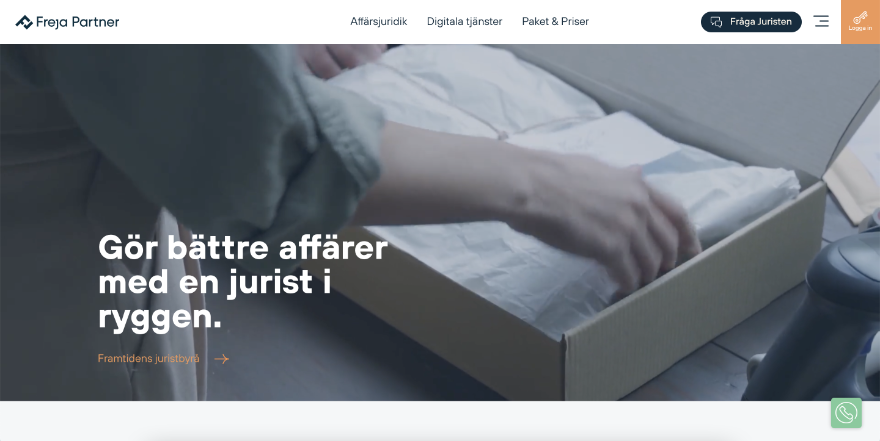 Freja Partner
Affärsjuridik
Digitala tjänster
Paket & Priser
Fråga Juristen
Logga in
Gör bättre affärer
med en jurist i
ryggen.
Framtidens juristbyrå